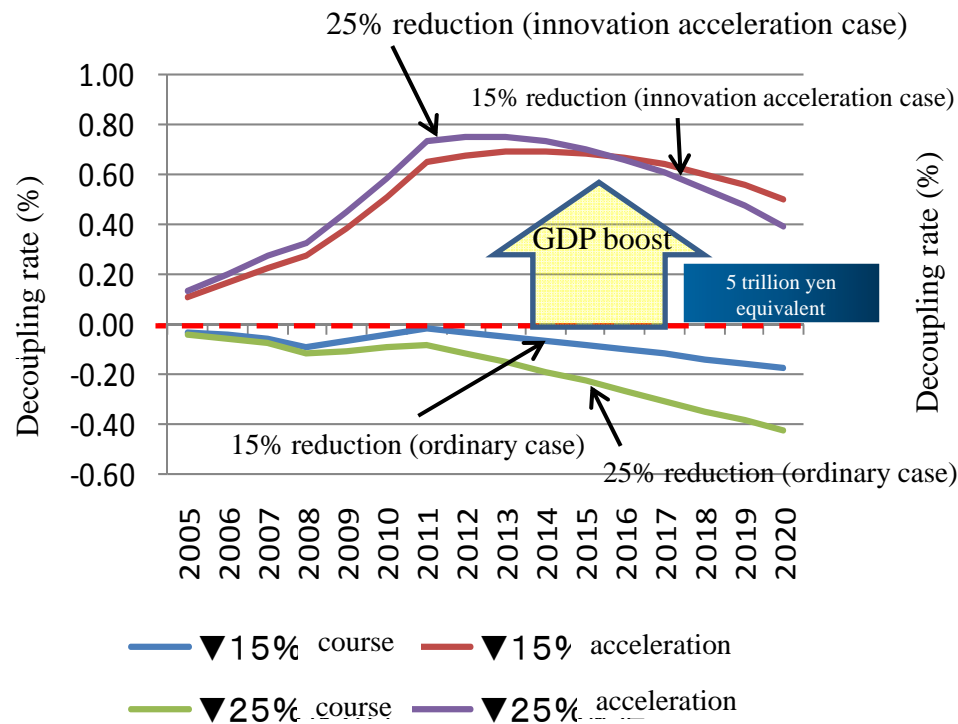 25% reduction (innovation acceleration case)
1.00
15% reduction (innovation acceleration case)
0.80
0.60
0.40
0.20
0.00
-0.20
-0.40
-0.60
Decoupling rate (%)
Decoupling rate (%)
GDP boost
5 trillion yen
equivalent
15% reduction (ordinary case)
25% reduction (ordinary case)
2005
2006
2007
2008
2009
2010
2011
2012
2013
2014
2015
2016
2017
2018
2019
2020
▼15% course
▼15% acceleration
▼25% course
▼25% acceleration